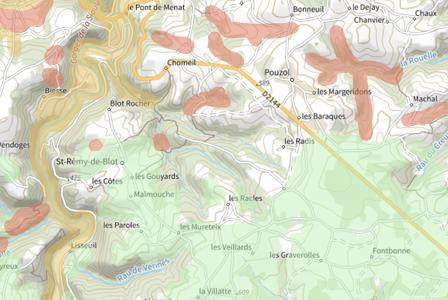 le Pont de Menat
Bonneuil
le Dejay
Chaux
Chanvier
la Rouelle
Chomeil
Pouzol
les Margeridons
D2144
Machal
Blot Rocher
les Baraques
les Radis
St-Rémy-de-Blot
les Gouyards
les Côtes
Malmouche
les Racles
les Paroles
les Mureteix
Lisseuil
les Veillards
les Graverolles
Fontbonne
la Villatte